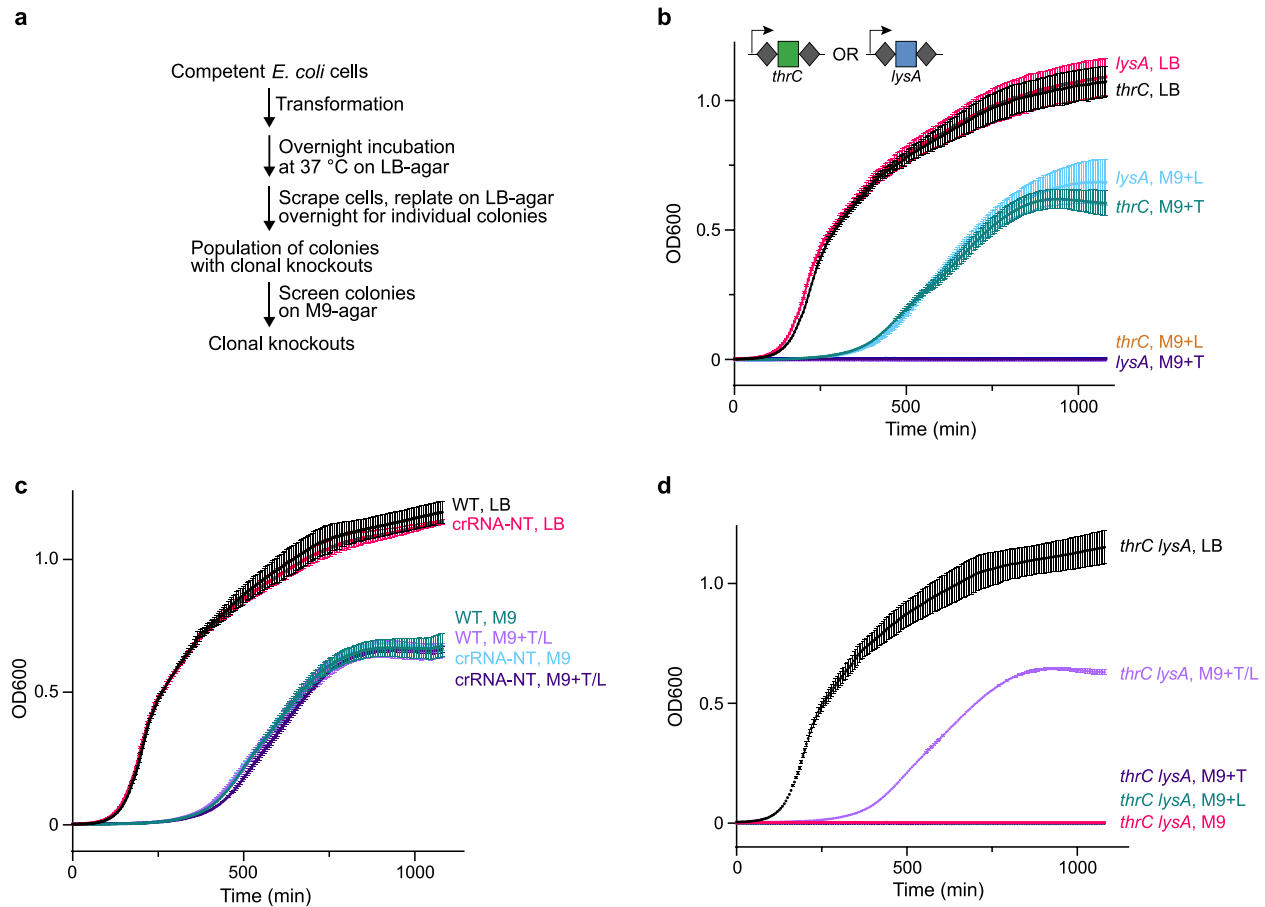 a
Competent E. coli cells
Transformation
Overnight incubation
at 37 °C on LB-agar
Scrape cells, replate on LB-agar
overnight for individual colonies
Population of colonies
with clonal knockouts
Screen colonies
on M9-agar
Clonal knockouts
b
thrC
OR
lysA
OD600
1.0
0.5
0
0
500
1000
Time (min)
lysA, LB
thrC, LB
lysA, M9+L
thrC, M9+T
thrC, M9+L
lysA, M9+T
c
OD600
1.0
0.5
0
0
500
1000
Time (min)
WT, LB
crRNA-NT, LB
WT, M9
WT, M9+T/L
crRNA-NT, M9
crRNA-NT, M9+T/L
d
OD600
1.0
0.5
0
0
500
1000
Time (min)
thrC lysA, LB
thrC lysA, M9+T/L
thrC lysA, M9+T
thrC lysA, M9+L
thrC lysA, M9